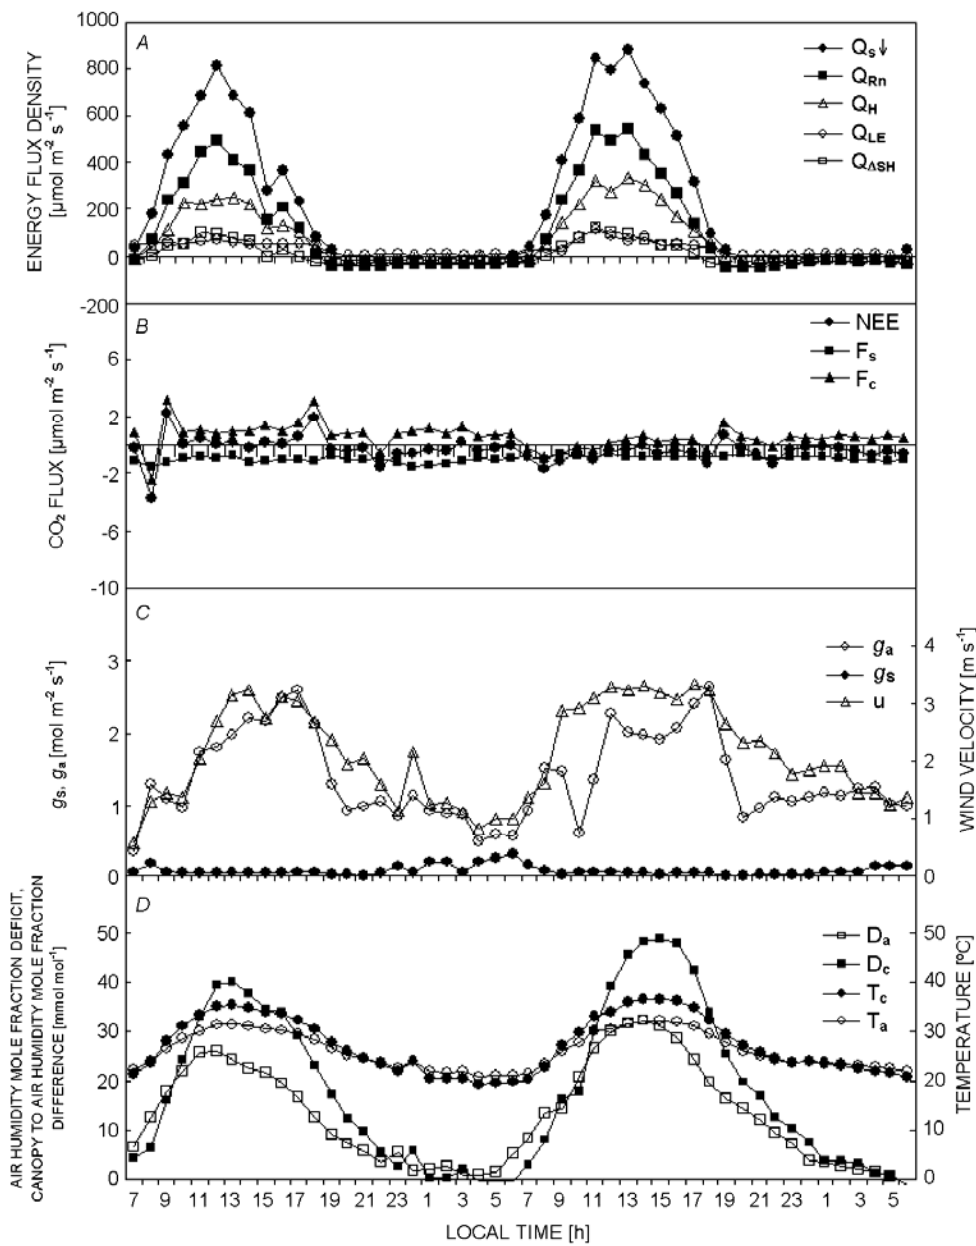 A
1000
800
600
400
200
0
-200
ENERGY FLUX DENSITY
[µmol m⁻² s⁻¹]
Qs↓
QRn
QH
QLE
QΔSH
B
6
2
-2
-6
-10
CO₂ FLUX [µmol m⁻² s⁻¹]
NEE
Fs
Fc
C
3
2
1
0
gs, ga [mol m⁻² s⁻¹]
ga
gs
u
4
3
2
1
0
WIND VELOCITY [m s⁻¹]
D
50
40
30
20
10
0
AIR HUMIDITY MOLE FRACTION DEFICIT,
CANOPY TO AIR HUMIDITY MOLE FRACTION
DIFFERENCE [mmol mol⁻¹]
Da
Dc
Tc
Ta
50
40
30
20
10
0
TEMPERATURE [ºC]
7 9 11 13 15 17 19 21 23 1 3 5 7 9 11 13 15 17 19 21 23 1 3 5
LOCAL TIME [h]